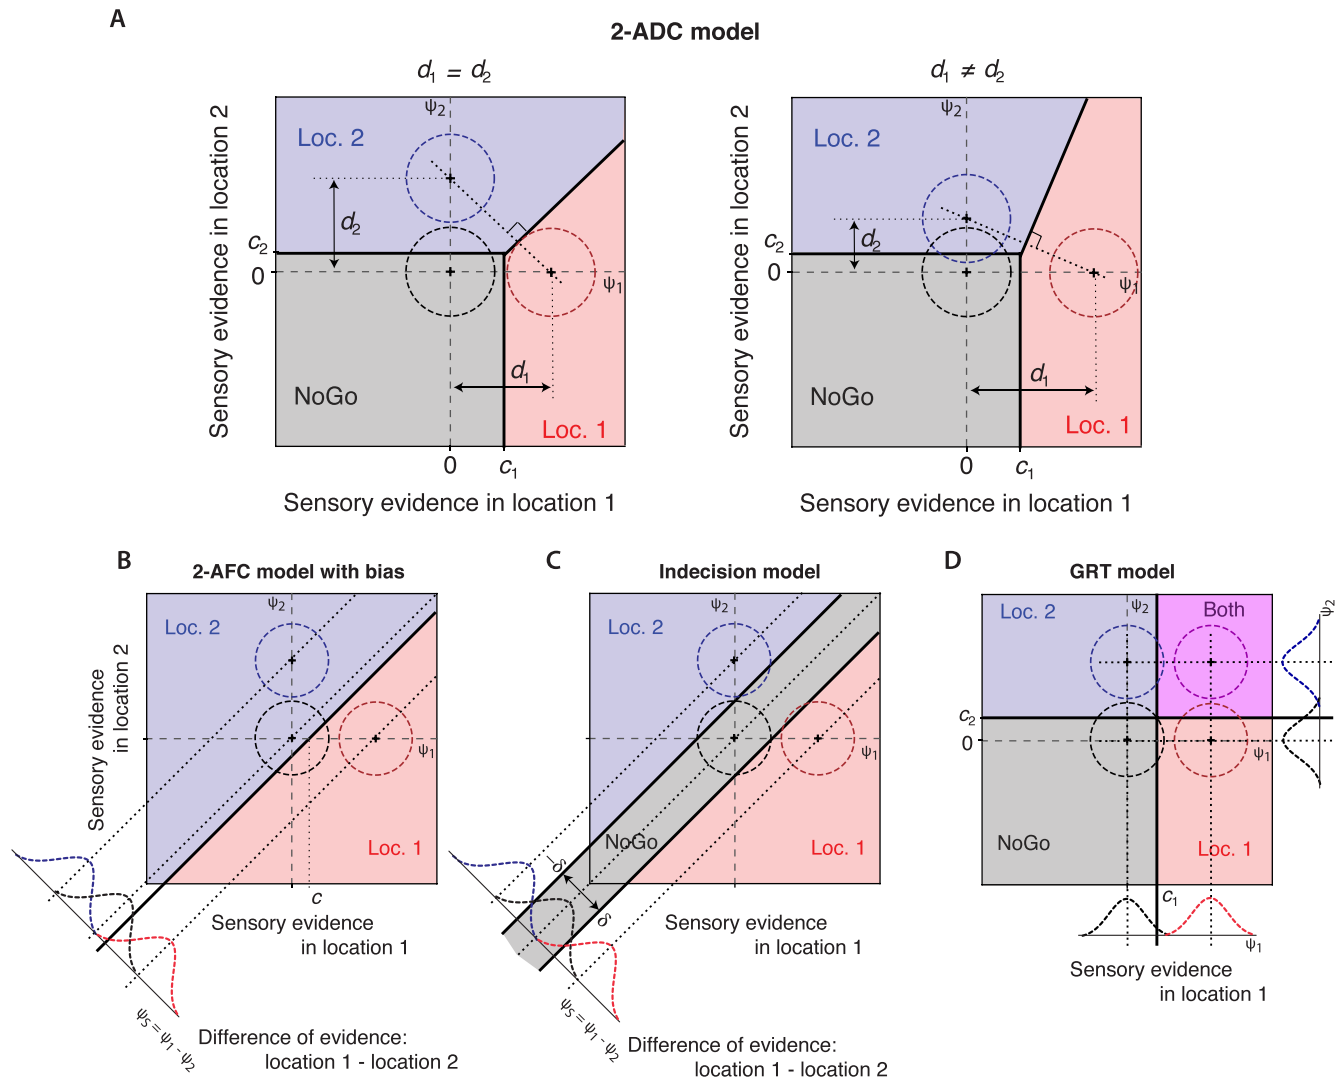 A
2-ADC model
d1 = d2
d1 ≠ d2
Sensory evidence in location 2
ψ2
Loc. 2
d2
c2
0
ψ1
d1
NoGo
Loc. 1
0
c1
Sensory evidence in location 1
Sensory evidence in location 2
ψ2
Loc. 2
d2
c2
0
ψ1
d1
NoGo
Loc. 1
0
c1
Sensory evidence in location 1
B
2-AFC model with bias
Sensory evidence
in location 2
ψ2
Loc. 2
ψ1
Loc. 1
c
Sensory evidence
in location 1
ψS = ψ1 - ψ2
Difference of evidence:
location 1 - location 2
C
Indecision model
ψ2
Loc. 2
ψ1
NoGo
Loc. 1
-δ
δ
Sensory evidence
in location 1
ψS = ψ1 - ψ2
Difference of evidence:
location 1 - location 2
D
GRT model
Loc. 2
ψ2
Both
ψ2
c2
0
ψ1
NoGo
Loc. 1
c1
ψ1
Sensory evidence
in location 1